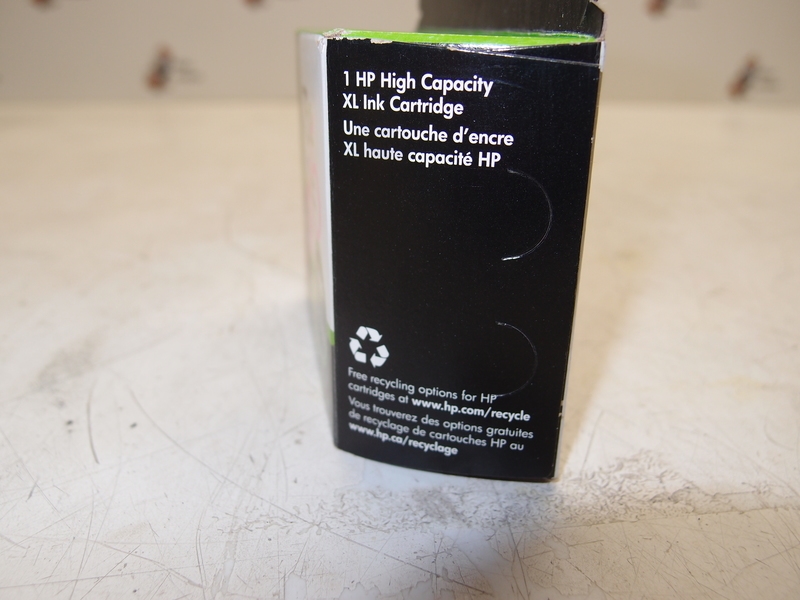 1 HP High Capacity
XL Ink Cartridge
Une cartouche d'encre
XL haute capacité HP
Free recycling options for HP
cartridges at www.hp.com/recycle
Vous trouverez des options gratuites
de recyclage de cartouches HP au
www.hp.ca/recyclage